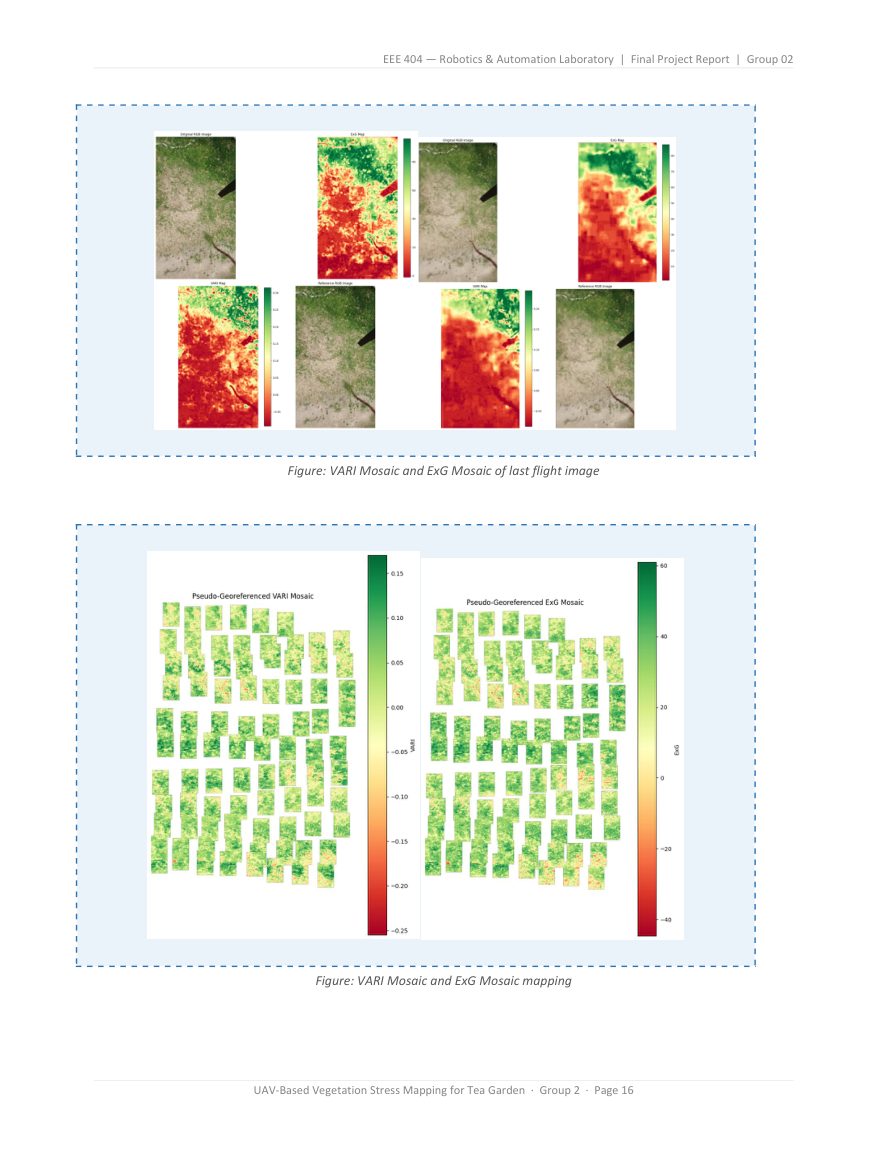 EEE 404 — Robotics & Automation Laboratory | Final Project Report | Group 02
Original RGB Image
ExG Map
Original RGB Image
ExG Map
VARI Map
Reference RGB Image
VARI Map
Reference RGB Image
Figure: VARI Mosaic and ExG Mosaic of last flight image
Pseudo-Georeferenced VARI Mosaic
0.15
0.10
0.05
0.00
−0.05
−0.10
−0.15
−0.20
−0.25
VARI
Pseudo-Georeferenced ExG Mosaic
60
40
20
0
−20
−40
ExG
Figure: VARI Mosaic and ExG Mosaic mapping
UAV-Based Vegetation Stress Mapping for Tea Garden · Group 2 · Page 16